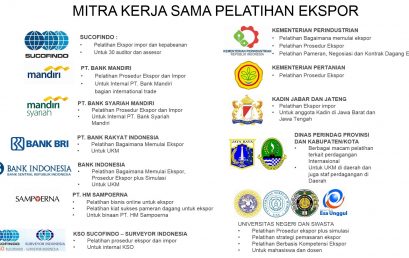 MITRA KERJA SAMA PELATIHAN EKSPOR
SUCOFINDO
SUCOFINDO :
• Pelatihan Ekspor impor dan kepabeanan
• Untuk 30 auditor dan asesor
mandiri
PT. BANK MANDIRI
• Pelatihan Prosedur Ekspor dan Impor
• Untuk Internal PT. Bank Mandiri bagian international trade
mandiri
syariah
PT. BANK SYARIAH MANDIRI
• Pelatihan Prosedur Ekspor dan Impor
• Untuk Internal PT. Bank Syariah Mandiri
BANK BRI
PT. BANK RAKYAT INDONESIA
• Pelatihan Bagaimana Memulai Ekspor
• Untuk UKM
BANK INDONESIA
BANK SENTRAL REPUBLIK INDONESIA
BANK INDONESIA
• Pelatihan Bagaimana Memulai Ekspor,
Prosedur Ekspor plus Simulasi
• Untuk UKM
SAMPOERNA
PT. HM SAMPOERNA
• Pelatihan bisnis online untuk ekspor
• Pelatihan kiat sukses pameran dagang untuk ekspor
• Untuk binaan PT. HM Sampoerna
SUCOFINDO
SURVEYOR INDONESIA
KSO SUCOFINDO – SURVEYOR INDONESIA
• Pelatihan prosedur ekspor dan impor
• Untuk internal KSO
Kementerian Perindustrian
REPUBLIK INDONESIA
KEMENTERIAN PERINDUSTRIAN
• Pelatihan Bagaimana memulai ekspor
• Pelatihan Prosedur Ekspor
• Pelatihan Pameran, Negosiasi dan Kontrak Dagang E
KEMENTERIAN PERTANIAN
• Pelatihan Prosedur Ekspor
KADIN JABAR DAN JATENG
• Pelatihan Ekspor impor
• Untuk anggota Kadin di Jawa Barat dan
Jawa Tengah
DINAS PERINDAG PROVINSI
DAN KABUPATEN/KOTA
• Berbagai macam pelatihan
terkait perdagangan
Internasional
• Untuk UKM di daerah dan
juga staf perdagangan di
Daerah
Esa Unggul
UNIVERSITAS NEGERI DAN SWASTA
• Pelatihan Prosedur ekspor plus simulasi
• Pelatihan strategi pemasaran ekspor
• Pelatihan Berbasis Kompetensi Ekspor
• Untuk mahasiswa dan dosen